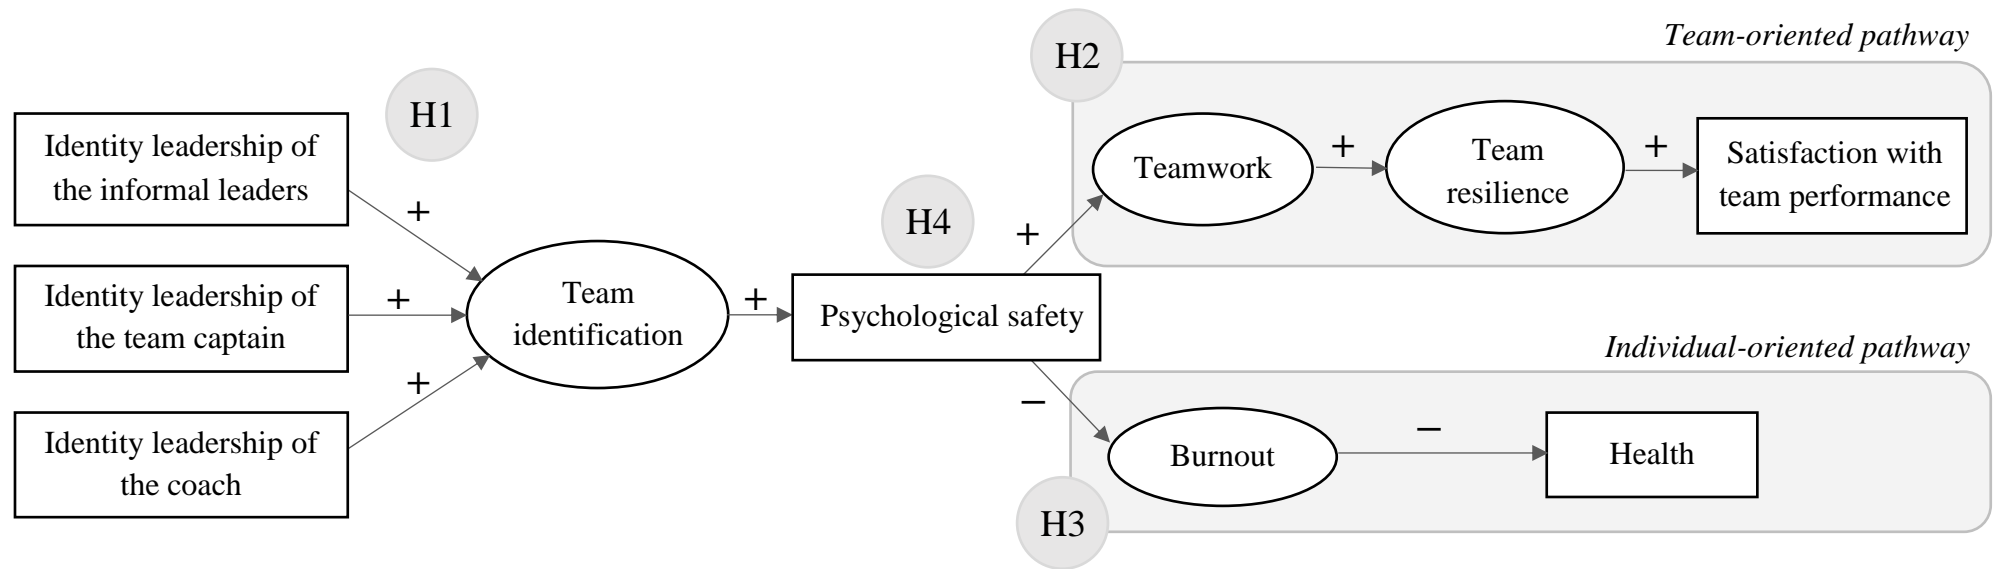 H1
Identity leadership of
the informal leaders
+
Identity leadership of
the team captain
+
Identity leadership of
the coach
+
Team
identification
+
H4
Psychological safety
+
−
H2
Team-oriented pathway
Teamwork
+
Team
resilience
+
Satisfaction with
team performance
Individual-oriented pathway
H3
Burnout
−
Health